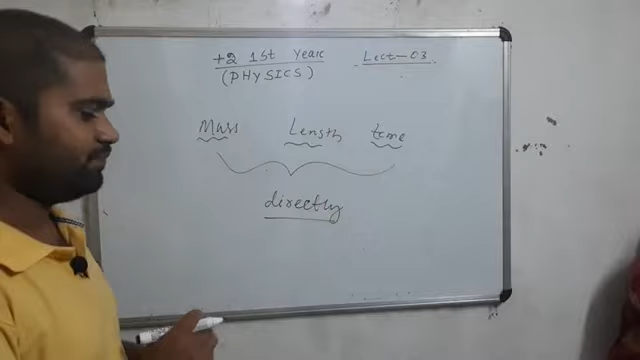 +2 1st Year Lect-03
(PHYSICS)
Mass Length time
directly